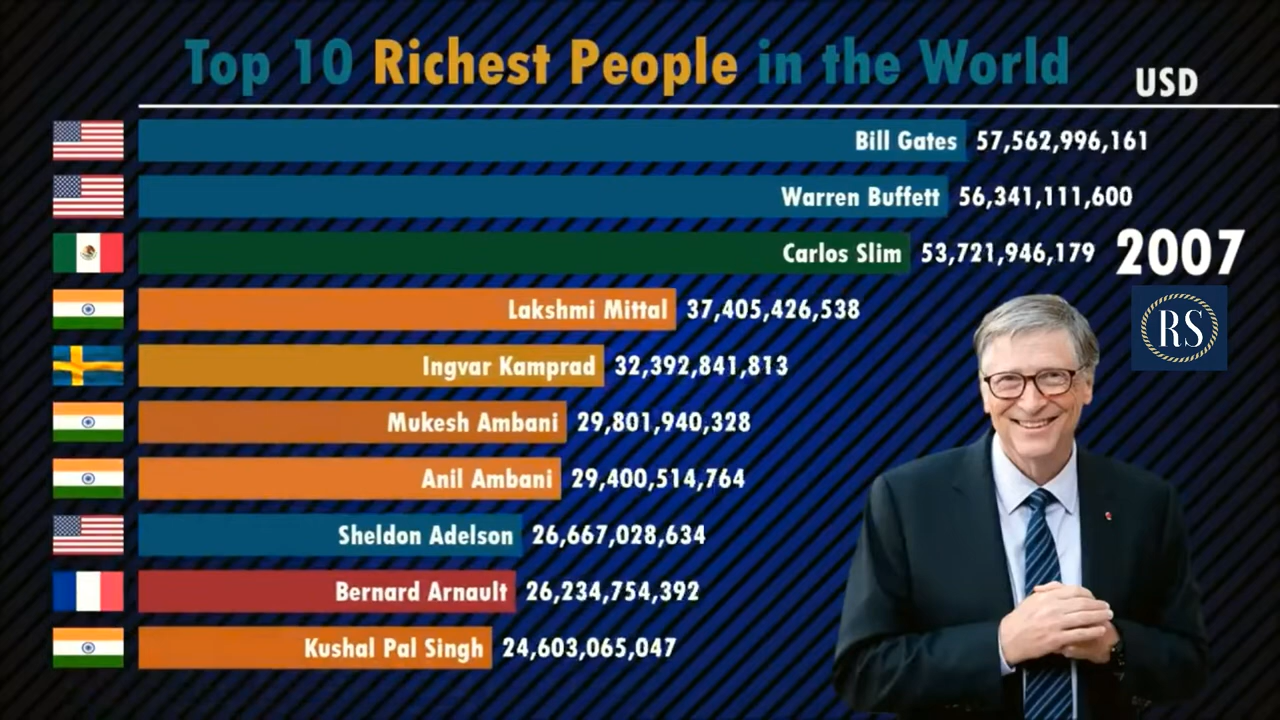 Top 10 Richest People in the World
USD
Bill Gates 57,562,996,161
Warren Buffett 56,341,111,600
Carlos Slim 53,721,946,179
2007
Lakshmi Mittal 37,405,426,538
RS
Ingvar Kamprad 32,392,841,813
Mukesh Ambani 29,801,940,328
Anil Ambani 29,400,514,764
Sheldon Adelson 26,667,028,634
Bernard Arnault 26,234,754,392
Kushal Pal Singh 24,603,065,047